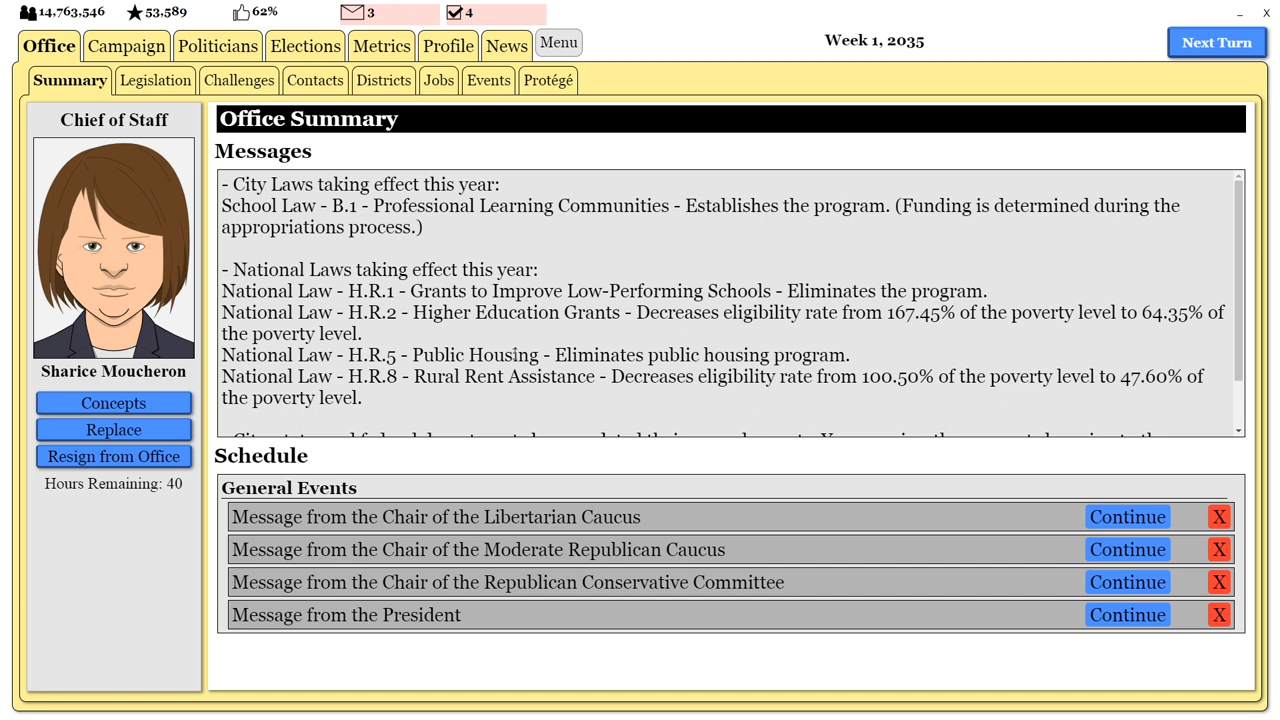 14,763,546 53,589 62% 3 4
_ X
Office Campaign Politicians Elections Metrics Profile News Menu
Week 1, 2035
Next Turn
Summary Legislation Challenges Contacts Districts Jobs Events Protégé
Chief of Staff
Sharice Moucheron
Concepts
Replace
Resign from Office
Hours Remaining: 40
Office Summary
Messages
- City Laws taking effect this year:
School Law - B.1 - Professional Learning Communities - Establishes the program. (Funding is determined during the
appropriations process.)
- National Laws taking effect this year:
National Law - H.R.1 - Grants to Improve Low-Performing Schools - Eliminates the program.
National Law - H.R.2 - Higher Education Grants - Decreases eligibility rate from 167.45% of the poverty level to 64.35% of
the poverty level.
National Law - H.R.5 - Public Housing - Eliminates public housing program.
National Law - H.R.8 - Rural Rent Assistance - Decreases eligibility rate from 100.50% of the poverty level to 47.60% of
the poverty level.
Schedule
General Events
Message from the Chair of the Libertarian Caucus Continue X
Message from the Chair of the Moderate Republican Caucus Continue X
Message from the Chair of the Republican Conservative Committee Continue X
Message from the President Continue X